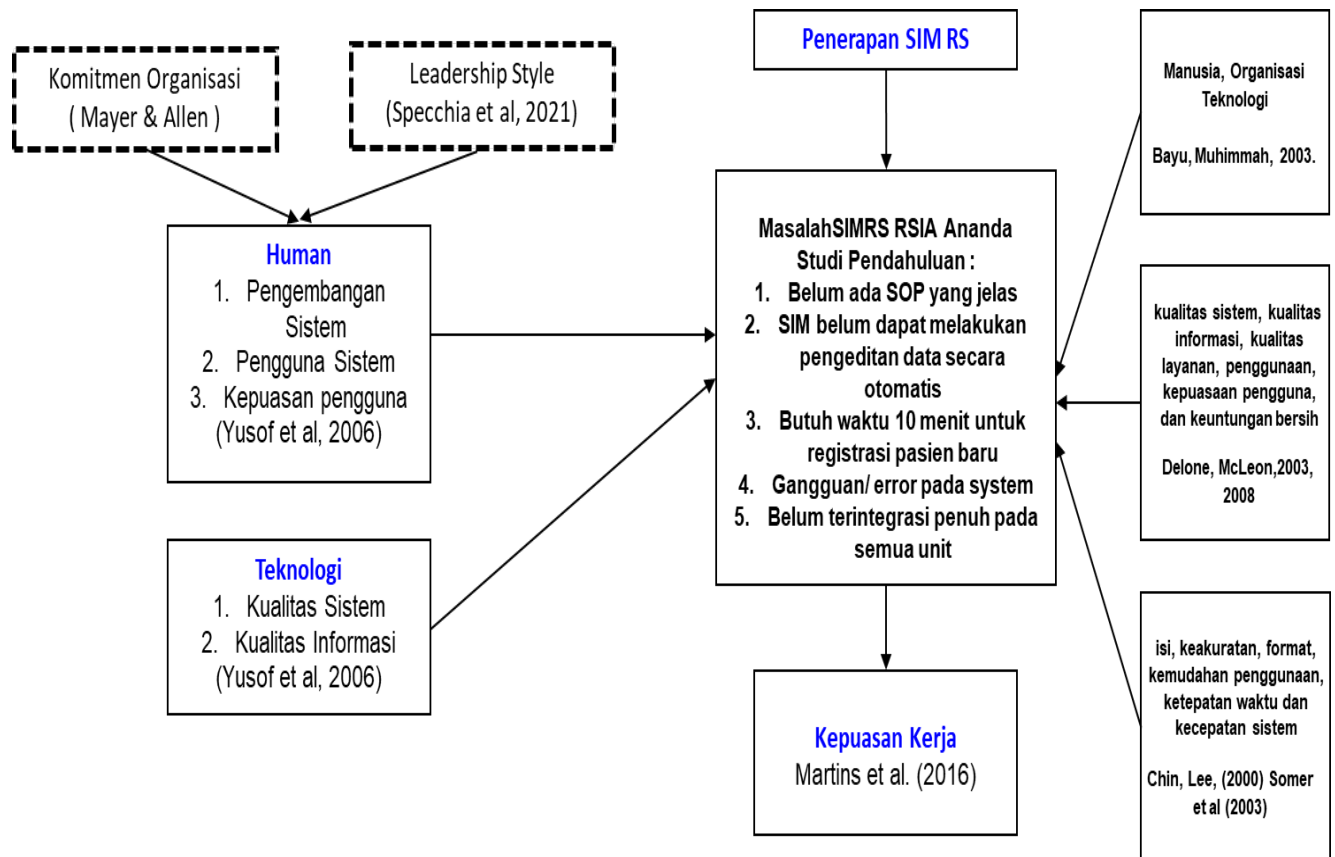 Komitmen Organisasi
( Mayer & Allen )
Leadership Style
(Specchia et al, 2021)
Human
1. Pengembangan
Sistem
2. Pengguna Sistem
3. Kepuasan pengguna
(Yusof et al, 2006)
Teknologi
1. Kualitas Sistem
2. Kualitas Informasi
(Yusof et al, 2006)
Penerapan SIM RS
MasalahSIMRS RSIA Ananda
Studi Pendahuluan :
1. Belum ada SOP yang jelas
2. SIM belum dapat melakukan
pengeditan data secara
otomatis
3. Butuh waktu 10 menit untuk
registrasi pasien baru
4. Gangguan/ error pada system
5. Belum terintegrasi penuh pada
semua unit
Kepuasan Kerja
Martins et al. (2016)
Manusia, Organisasi
Teknologi
Bayu, Muhimmah, 2003.
kualitas sistem, kualitas
informasi, kualitas
layanan, penggunaan,
kepuasaan pengguna,
dan keuntungan bersih
Delone, McLeon,2003,
2008
isi, keakuratan, format,
kemudahan penggunaan,
ketepatan waktu dan
kecepatan sistem
Chin, Lee, (2000) Somer
et al (2003)